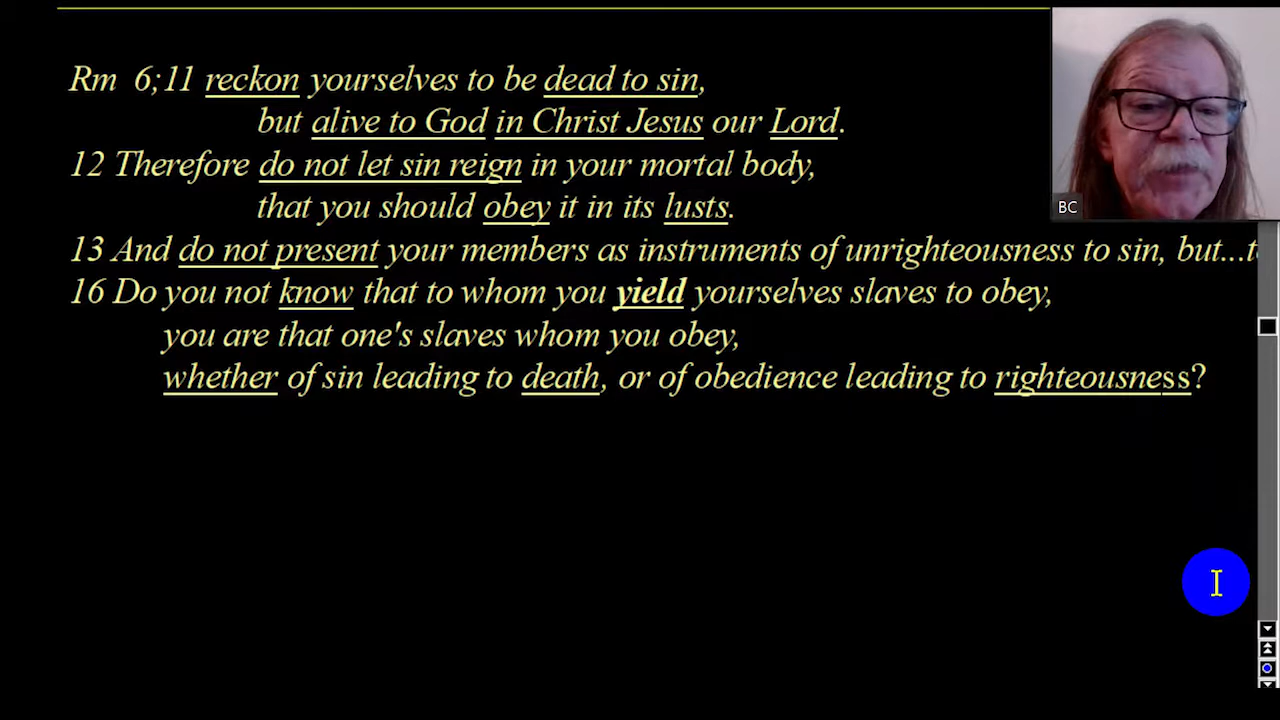 Rm 6;11 reckon yourselves to be dead to sin,
but alive to God in Christ Jesus our Lord.
12 Therefore do not let sin reign in your mortal body,
that you should obey it in its lusts.
13 And do not present your members as instruments of unrighteousness to sin, but...t
16 Do you not know that to whom you yield yourselves slaves to obey,
you are that one's slaves whom you obey,
whether of sin leading to death, or of obedience leading to righteousness?
BC